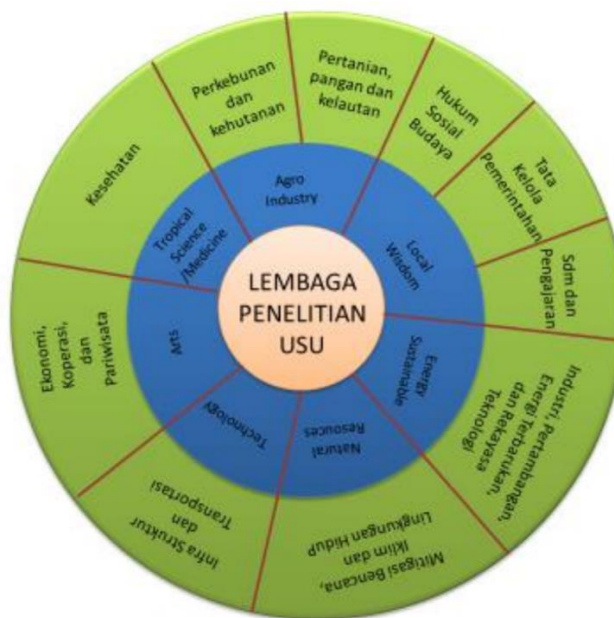 LEMBAGA
PENELITIAN
USU
Agro
Industry
Local
Wisdom
Energy
Sustainable
Natural
Resouces
Technology
Arts
Tropical
Science
/Medicine
Perkebunan
dan
kehutanan
Pertanian,
pangan dan
kelautan
Hukum
Sosial
Budaya
Tata
Kelola
Pemerintahan
Sdm dan
Pengajaran
Industri, Pertambangan,
Energi Terbarukan,
dan Rekayasa
Teknologi
Mitigasi Bencana,
Iklim dan
Lingkungan Hidup
Infra Struktur
dan
Transportasi
Ekonomi,
Koperasi,
dan
Pariwisata
Kesehatan